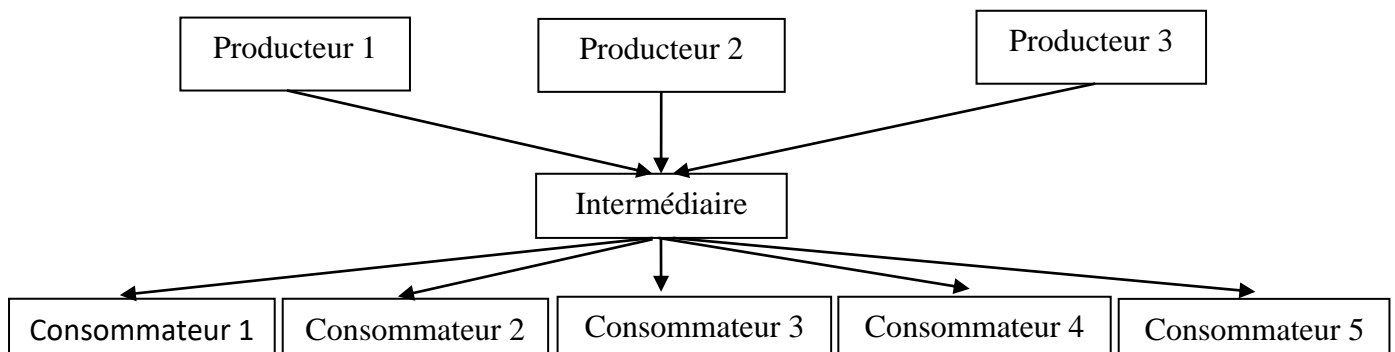 Producteur 1
Producteur 2
Producteur 3
Intermédiaire
Consommateur 1
Consommateur 2
Consommateur 3
Consommateur 4
Consommateur 5